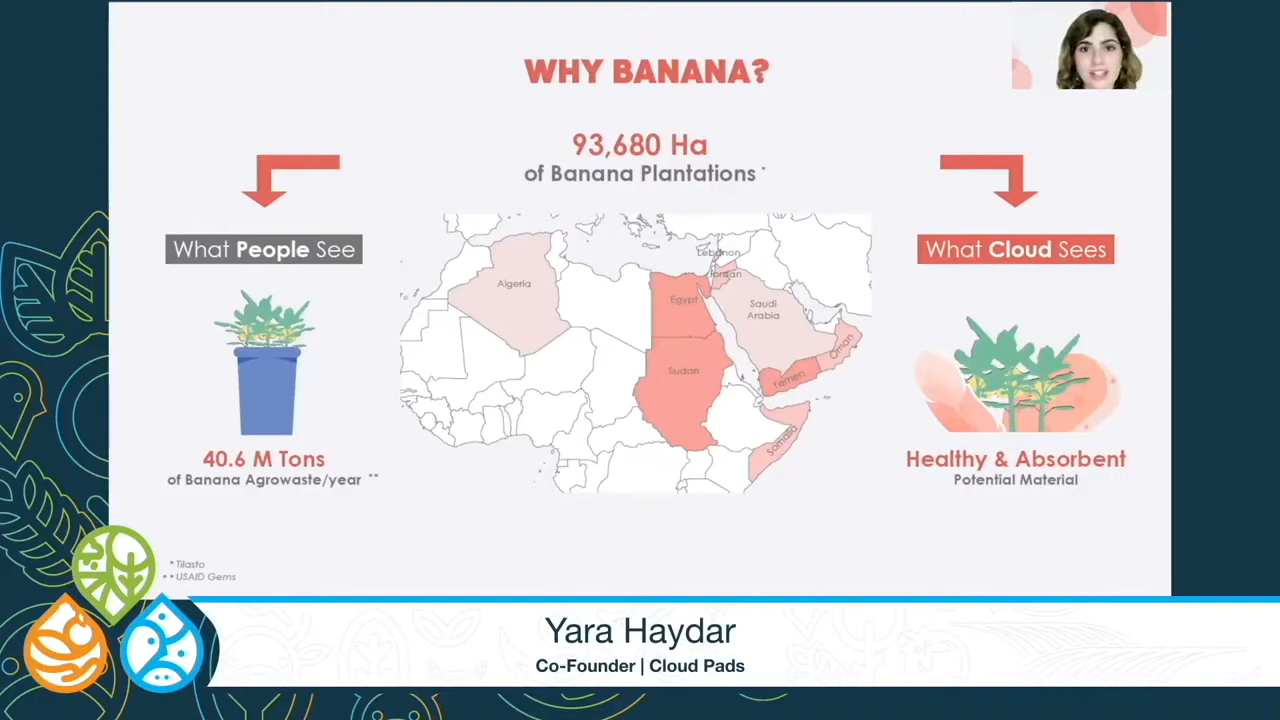 WHY BANANA?
93,680 Ha
of Banana Plantations *
What People See
40.6 M Tons
of Banana Agrowaste/year **
Lebanon
Jordan
Algeria
Egypt
Saudi
Arabia
Oman
Sudan
Yemen
Somalia
What Cloud Sees
Healthy & Absorbent
Potential Material
* Tilasto
** USAID Gems
Yara Haydar
Co-Founder | Cloud Pads